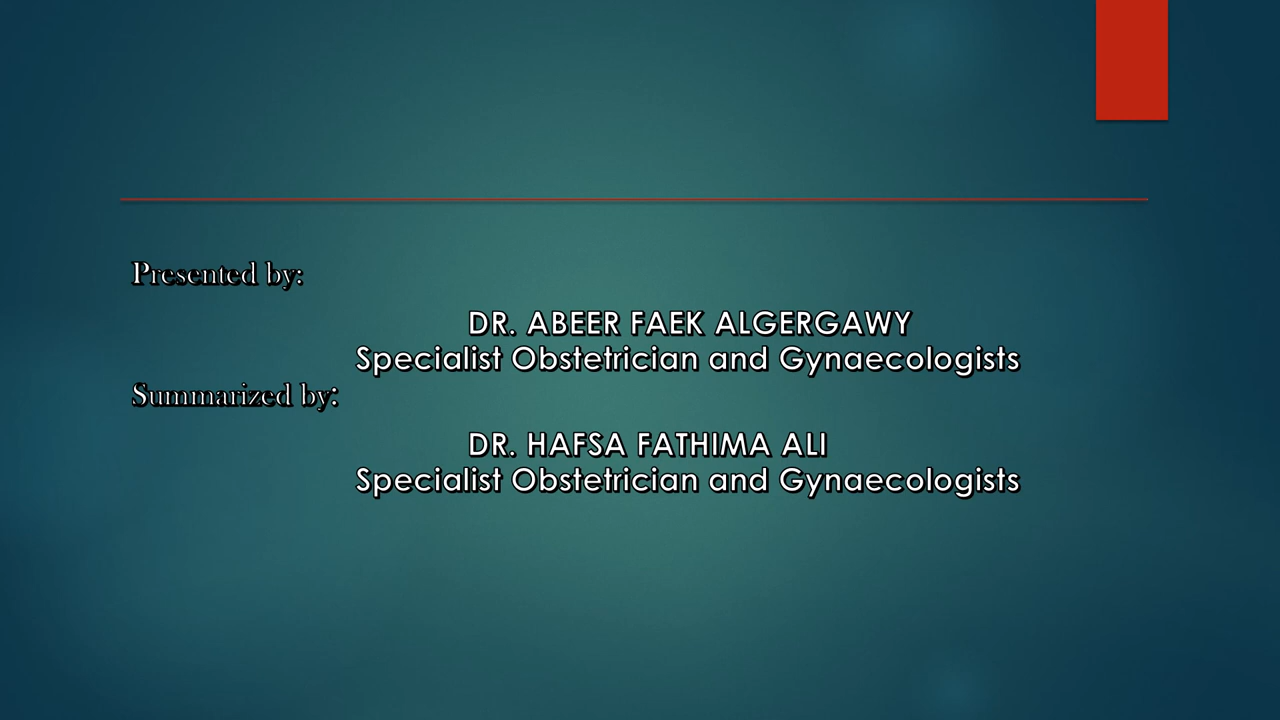 Presented by:
DR. ABEER FAEK ALGERGAWY
Specialist Obstetrician and Gynaecologists
Summarized by:
DR. HAFSA FATHIMA ALI
Specialist Obstetrician and Gynaecologists